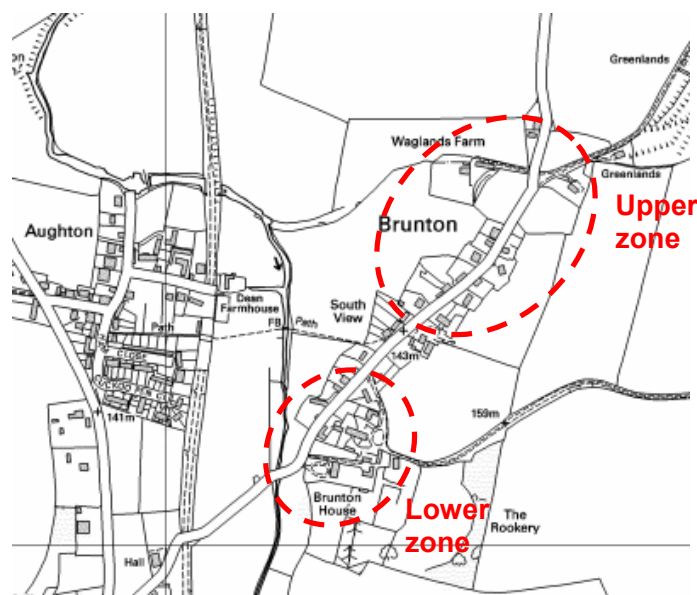 Greenlands
Waglands Farm
Greenlands
Upper
zone
Brunton
Aughton
Dean
Farmhouse
South
View
FB
Path
Path
CLOSE
143m
141m
159m
Brunton
House
Lower
zone
The
Rookery
Hall